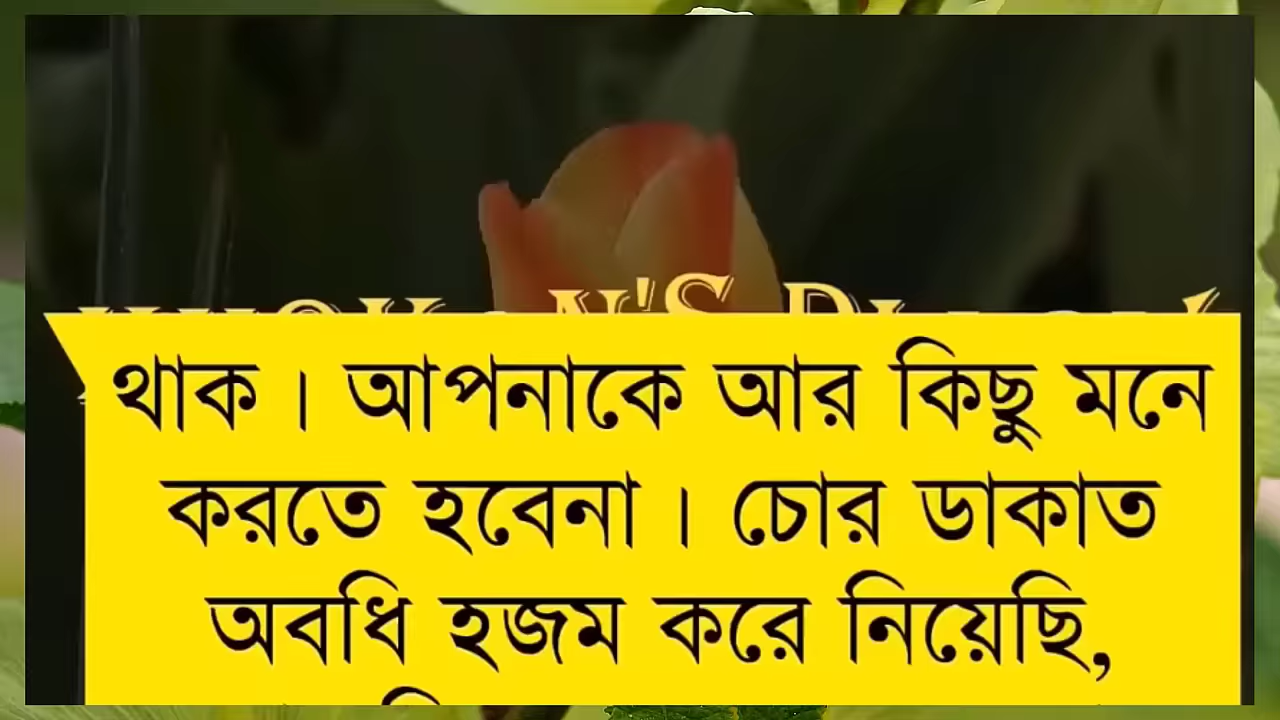 থাক। আপনাকে আর কিছু মনে
করতে হবেনা। চোর ডাকাত
অবধি হজম করে নিয়েছি,